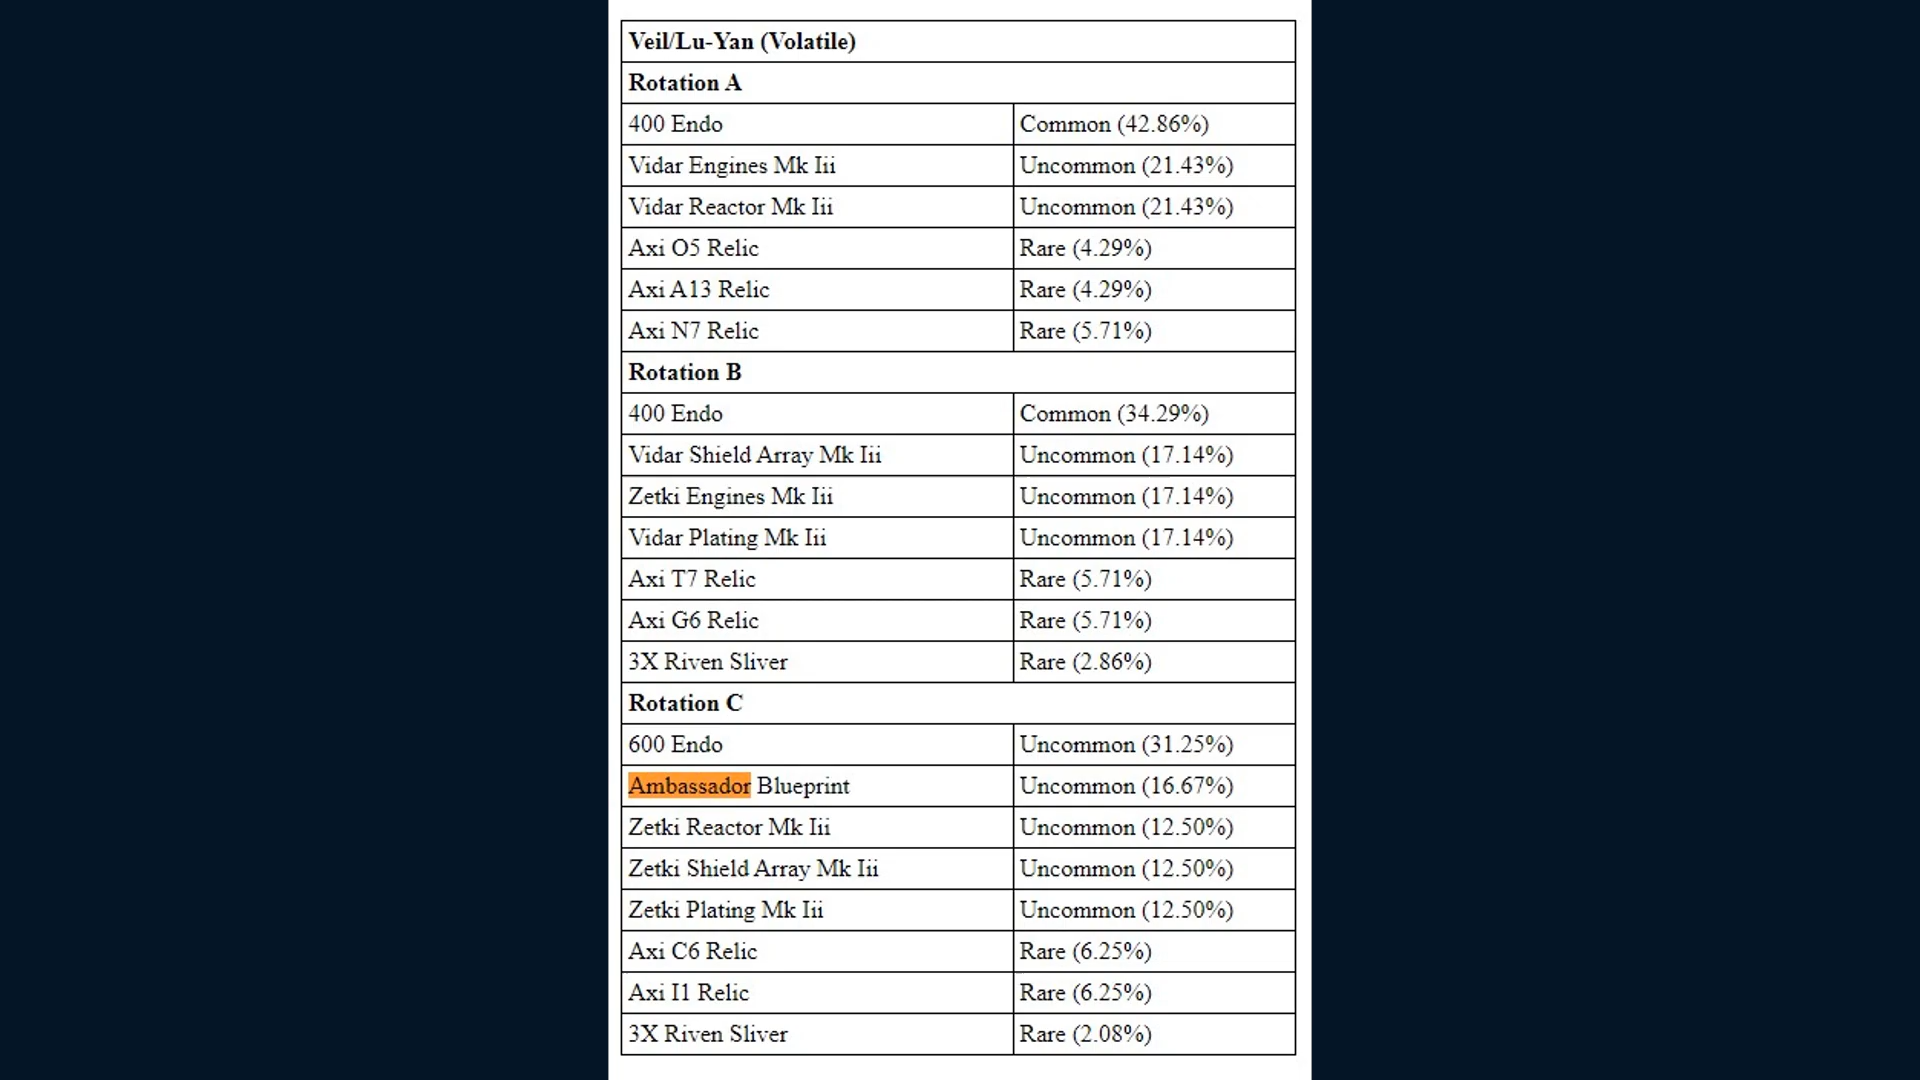 Veil/Lu-Yan (Volatile)
Rotation A
400 Endo Common (42.86%)
Vidar Engines Mk Iii Uncommon (21.43%)
Vidar Reactor Mk Iii Uncommon (21.43%)
Axi O5 Relic Rare (4.29%)
Axi A13 Relic Rare (4.29%)
Axi N7 Relic Rare (5.71%)
Rotation B
400 Endo Common (34.29%)
Vidar Shield Array Mk Iii Uncommon (17.14%)
Zetki Engines Mk Iii Uncommon (17.14%)
Vidar Plating Mk Iii Uncommon (17.14%)
Axi T7 Relic Rare (5.71%)
Axi G6 Relic Rare (5.71%)
3X Riven Sliver Rare (2.86%)
Rotation C
600 Endo Uncommon (31.25%)
Ambassador Blueprint Uncommon (16.67%)
Zetki Reactor Mk Iii Uncommon (12.50%)
Zetki Shield Array Mk Iii Uncommon (12.50%)
Zetki Plating Mk Iii Uncommon (12.50%)
Axi C6 Relic Rare (6.25%)
Axi I1 Relic Rare (6.25%)
3X Riven Sliver Rare (2.08%)